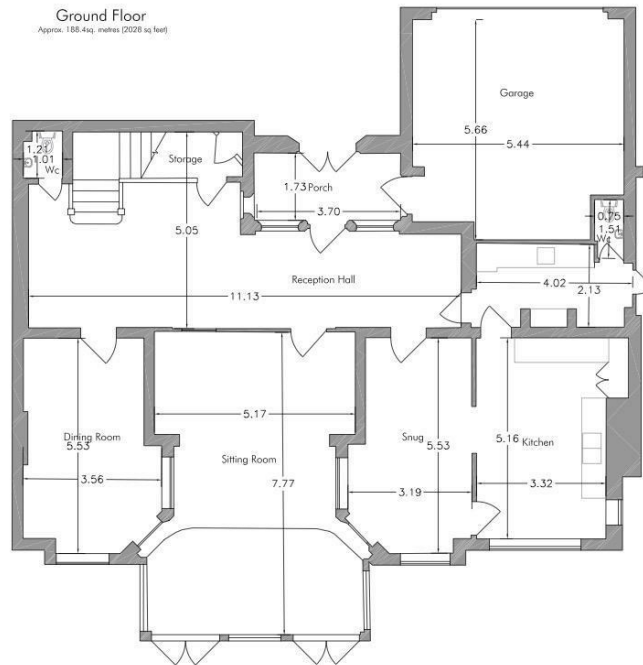 Ground Floor
Approx. 188.4sq. metres (2028 sq feet)
Garage
5.66
5.44
1.21
1.01
Wc
Storage
Porch
1.73
3.70
0.75
1.51
Wc
5.05
Reception Hall
11.13
4.02
2.13
5.17
Dining Room
5.53
3.56
Sitting Room
7.77
Snug
5.53
3.19
5.16
Kitchen
3.32